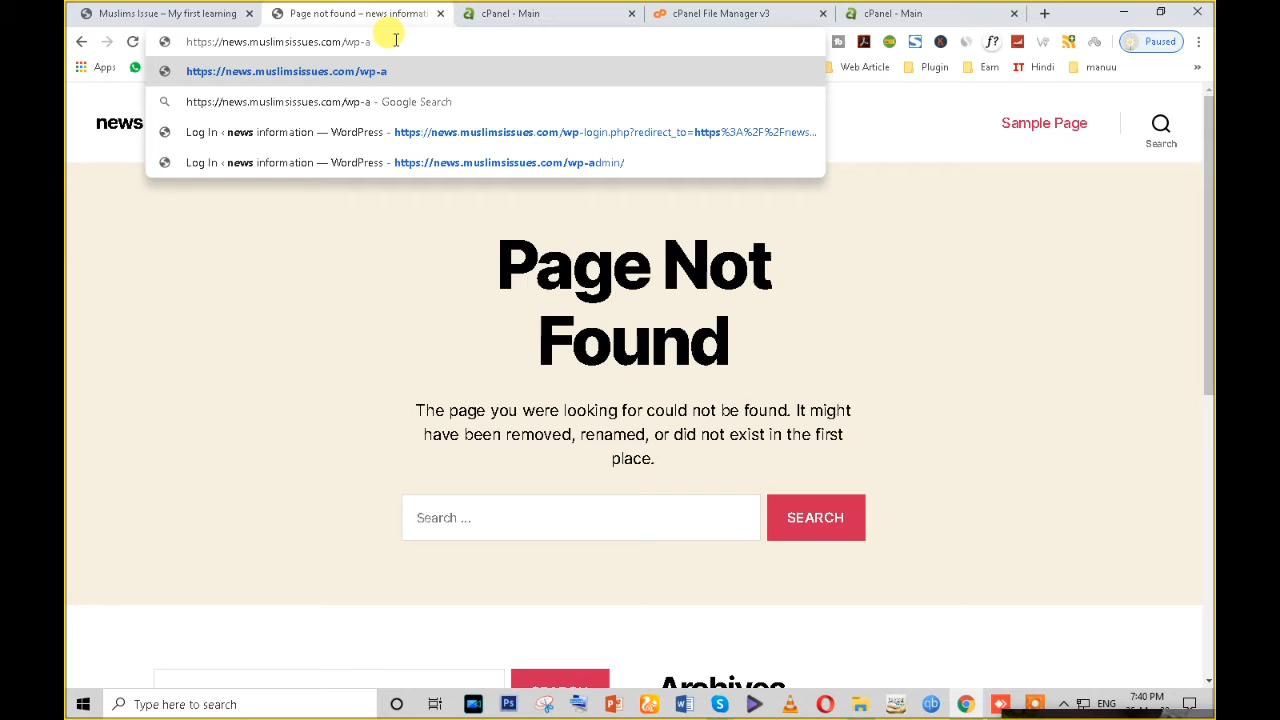 Muslims Issue – My first learning
Page not found – news informati
cPanel - Main
cPanel File Manager v3
cPanel - Main
https://news.muslimsissues.com/wp-a
Paused
Apps
Web Article
Plugin
Earn
IT Hindi
manuu
»
https://news.muslimsissues.com/wp-a
https://news.muslimsissues.com/wp-a - Google Search
Log In ‹ news information — WordPress - https://news.muslimsissues.com/wp-login.php?redirect_to=https%3A%2F%2Fnews...
Log In ‹ news information — WordPress - https://news.muslimsissues.com/wp-admin/
news
Sample Page
Search
Page Not
Found
The page you were looking for could not be found. It might
have been removed, renamed, or did not exist in the first
place.
Search ...
SEARCH
Archives
Type here to search
ENG
7:40 PM